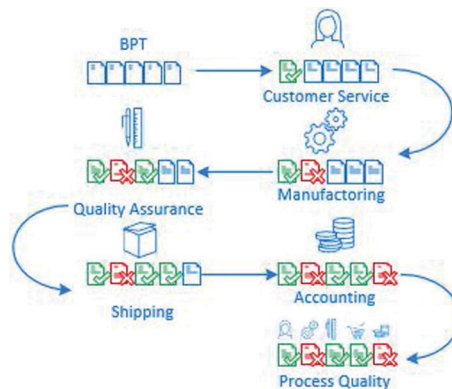 BPT
Customer Service
Quality Assurance
Manufactoring
Shipping
Accounting
Process Quality